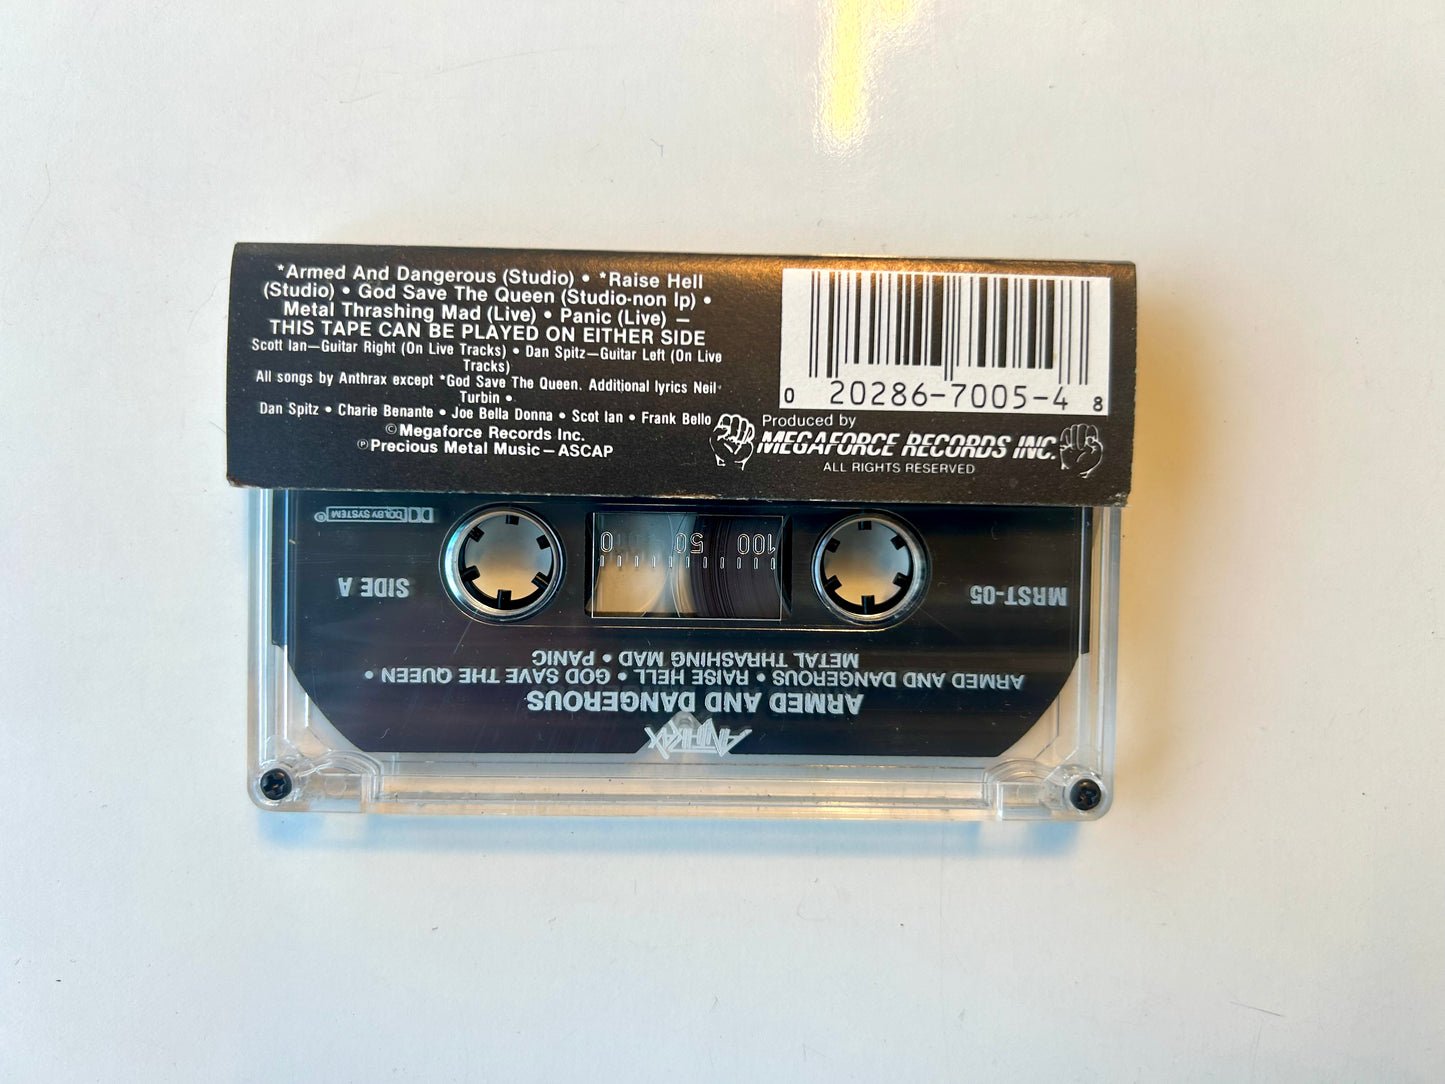 *Armed And Dangerous (Studio) • *Raise Hell
(Studio) • God Save The Queen (Studio-non lp) •
Metal Thrashing Mad (Live) • Panic (Live) —
THIS TAPE CAN BE PLAYED ON EITHER SIDE
Scott Ian—Guitar Right (On Live Tracks) • Dan Spitz—Guitar Left (On Live
Tracks)
All songs by Anthrax except *God Save The Queen. Additional lyrics Neil
Turbin •
Dan Spitz • Charie Benante • Joe Bella Donna • Scot Ian • Frank Bello
©Megaforce Records Inc.
℗Precious Metal Music—ASCAP
0 20286-7005-4 8
Produced by
MEGAFORCE RECORDS INC.
ALL RIGHTS RESERVED
ANTHRAX
ARMED AND DANGEROUS
ARMED AND DANGEROUS • RAISE HELL • GOD SAVE THE QUEEN •
METAL THRASHING MAD • PANIC
MRST-05
SIDE A
100 50 0
DOLBY SYSTEM®